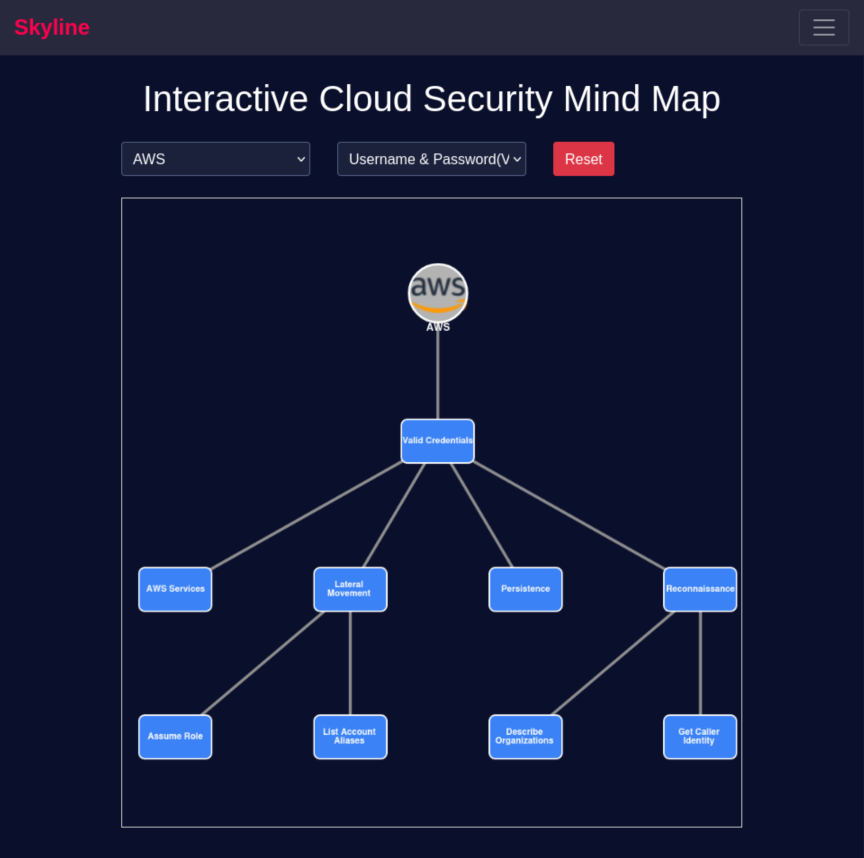 Skyline
Interactive Cloud Security Mind Map
AWS
Username & Password(V
Reset
aws
AWS
Valid Credentials
AWS Services
Lateral
Movement
Persistence
Reconnaissance
Assume Role
List Account
Aliases
Describe
Organizations
Get Caller
Identity